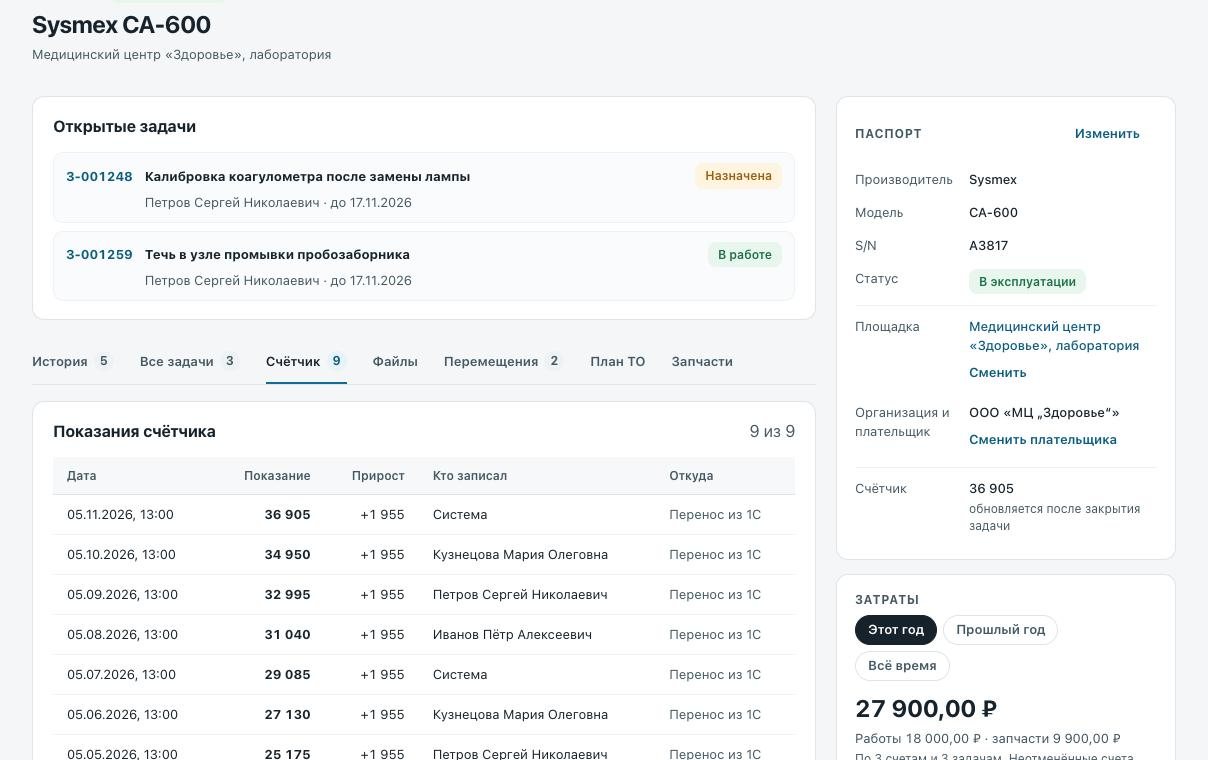 Sysmex CA-600
Медицинский центр «Здоровье», лаборатория
Открытые задачи
З-001248 Калибровка коагулометра после замены лампы Назначена
Петров Сергей Николаевич · до 17.11.2026
З-001259 Течь в узле промывки пробозаборника В работе
Петров Сергей Николаевич · до 17.11.2026
История 5 Все задачи 3 Счётчик 9 Файлы Перемещения 2 План ТО Запчасти
Показания счётчика 9 из 9
Дата Показание Прирост Кто записал Откуда
05.11.2026, 13:00 36 905 +1 955 Система Перенос из 1С
05.10.2026, 13:00 34 950 +1 955 Кузнецова Мария Олеговна Перенос из 1С
05.09.2026, 13:00 32 995 +1 955 Петров Сергей Николаевич Перенос из 1С
05.08.2026, 13:00 31 040 +1 955 Иванов Пётр Алексеевич Перенос из 1С
05.07.2026, 13:00 29 085 +1 955 Система Перенос из 1С
05.06.2026, 13:00 27 130 +1 955 Кузнецова Мария Олеговна Перенос из 1С
05.05.2026, 13:00 25 175 +1 955 Петров Сергей Николаевич Перенос из 1С
ПАСПОРТ Изменить
Производитель Sysmex
Модель CA-600
S/N A3817
Статус В эксплуатации
Площадка Медицинский центр
«Здоровье», лаборатория
Сменить
Организация и ООО «МЦ „Здоровье“»
плательщик
Сменить плательщика
Счётчик 36 905
обновляется после закрытия
задачи
ЗАТРАТЫ
Этот год Прошлый год
Всё время
27 900,00 ₽
Работы 18 000,00 ₽ · запчасти 9 900,00 ₽
По 3 счетам и 3 задачам. Неотменённые счета